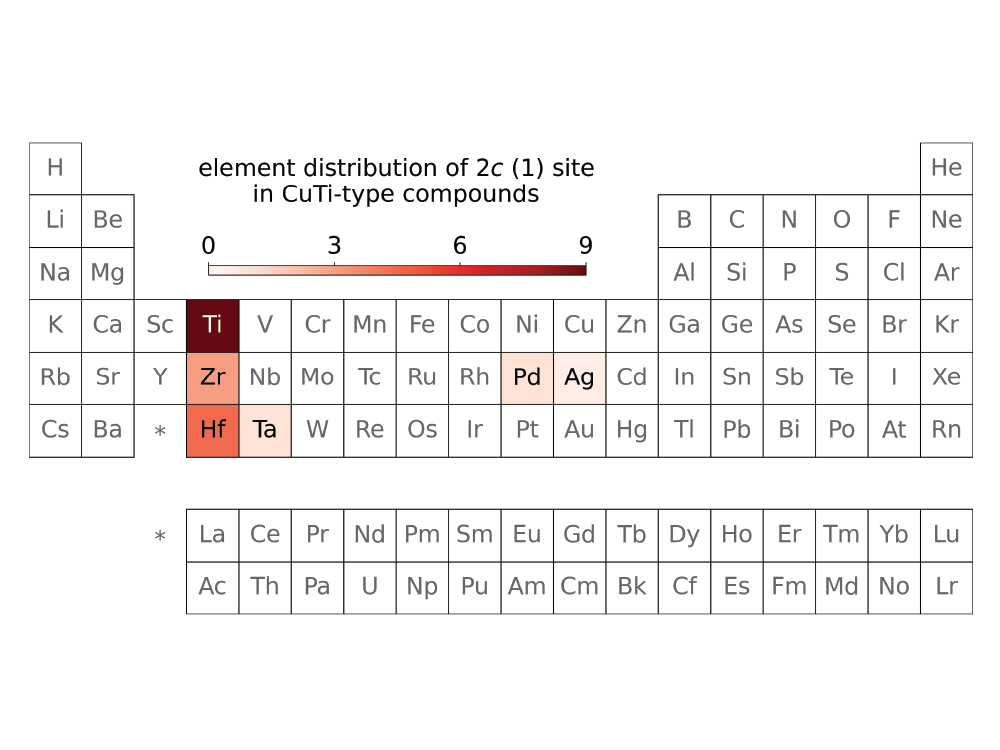 H He
element distribution of 2c (1) site
in CuTi-type compounds
Li Be B C N O F Ne
0 3 6 9
Na Mg Al Si P S Cl Ar
K Ca Sc Ti V Cr Mn Fe Co Ni Cu Zn Ga Ge As Se Br Kr
Rb Sr Y Zr Nb Mo Tc Ru Rh Pd Ag Cd In Sn Sb Te I Xe
Cs Ba * Hf Ta W Re Os Ir Pt Au Hg Tl Pb Bi Po At Rn
* La Ce Pr Nd Pm Sm Eu Gd Tb Dy Ho Er Tm Yb Lu
Ac Th Pa U Np Pu Am Cm Bk Cf Es Fm Md No Lr